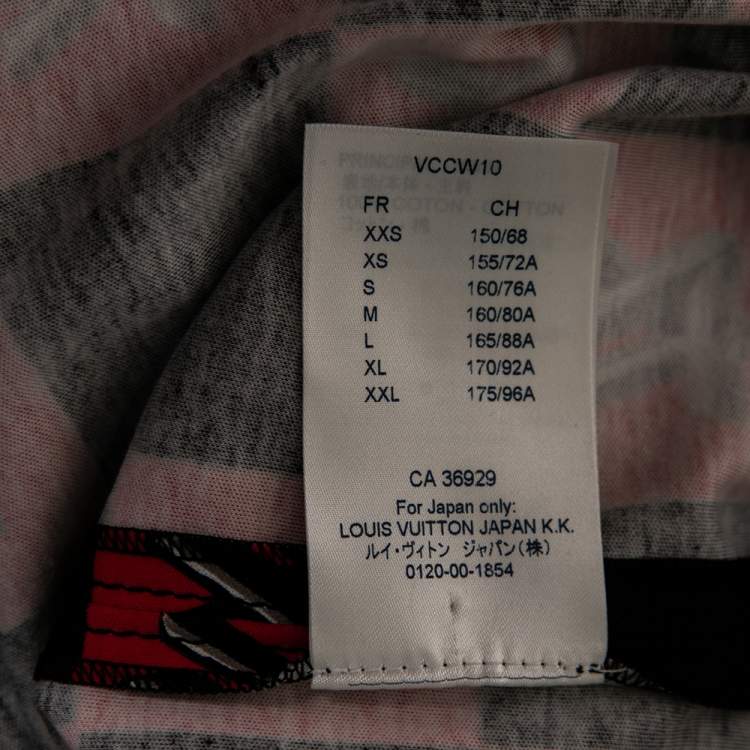 VCCW10
FR CH
XXS 150/68
XS 155/72A
S 160/76A
M 160/80A
L 165/88A
XL 170/92A
XXL 175/96A
CA 36929
For Japan only:
LOUIS VUITTON JAPAN K.K.
ルイ・ヴィトン ジャパン(株)
0120-00-1854